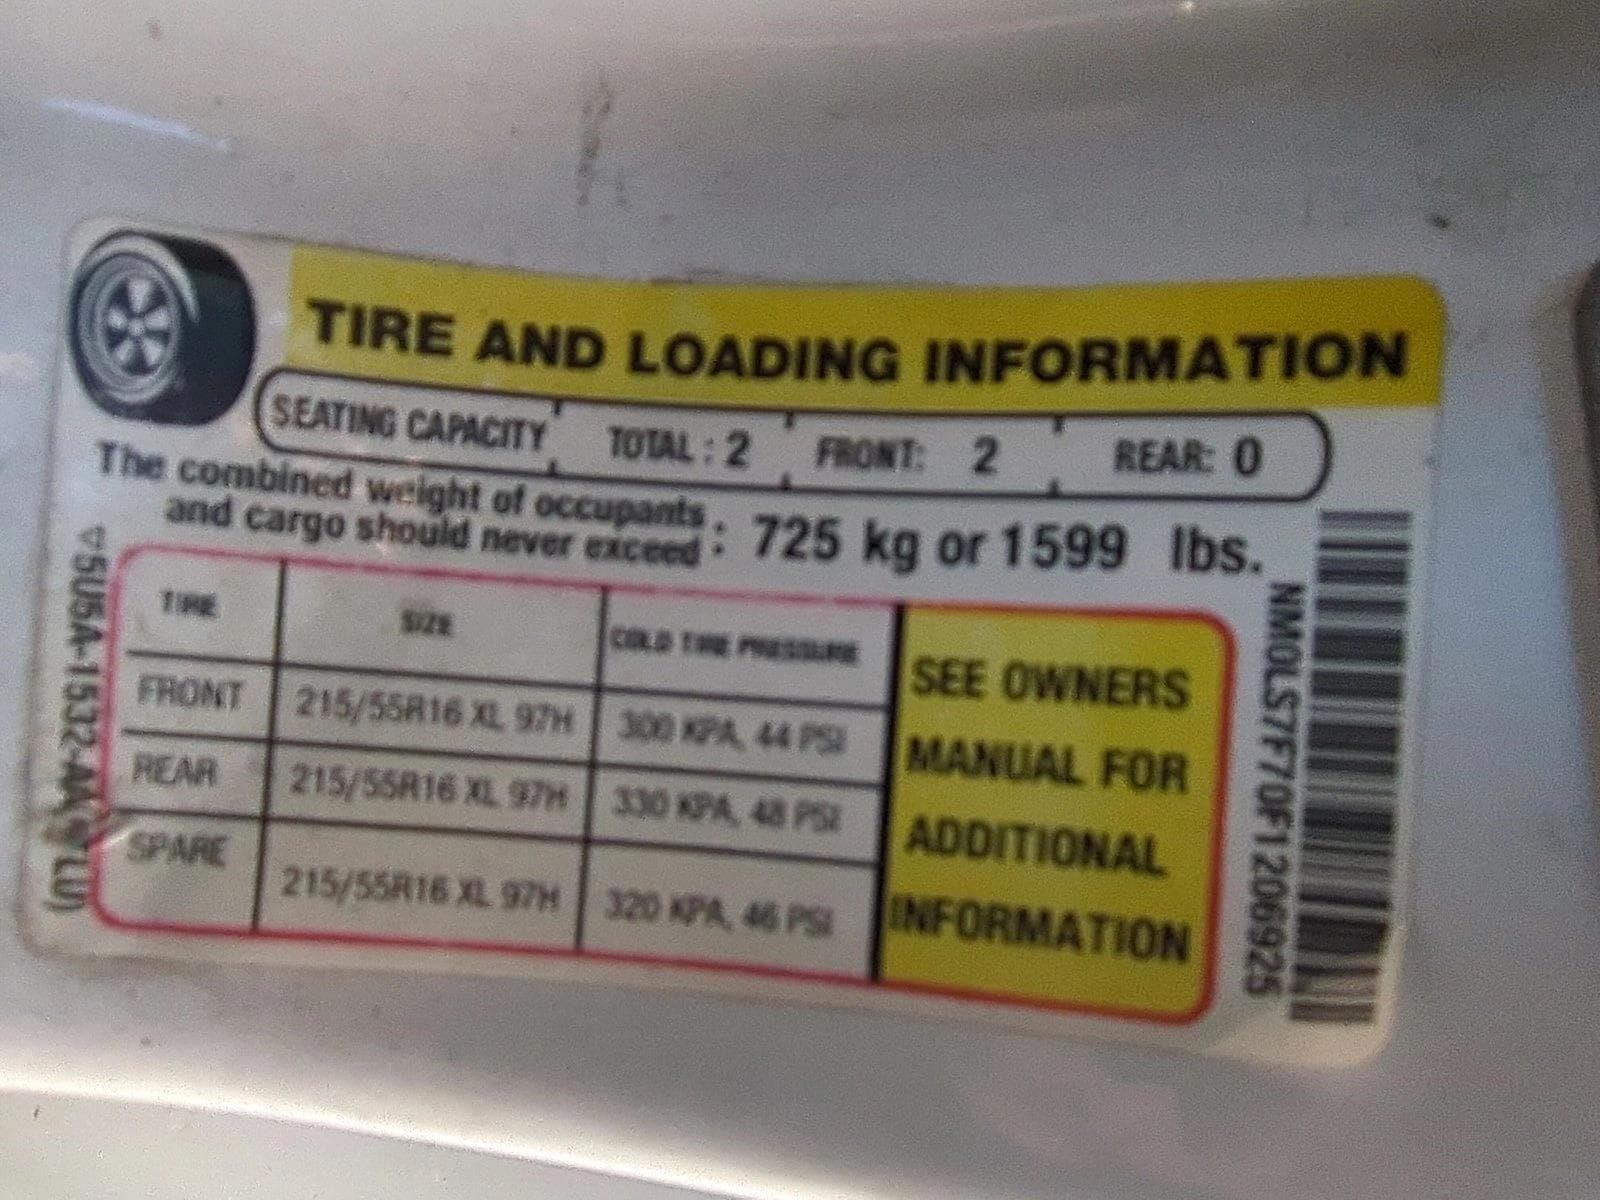 TIRE AND LOADING INFORMATION
SEATING CAPACITY TOTAL : 2 FRONT: 2 REAR: 0
The combined weight of occupants
and cargo should never exceed : 725 kg or 1599 lbs.
TIRE SIZE COLD TIRE PRESSURE
FRONT 215/55R16 XL 97H 300 KPA, 44 PSI
REAR 215/55R16 XL 97H 330 KPA, 48 PSI
SPARE 215/55R16 XL 97H 320 KPA, 46 PSI
SEE OWNERS
MANUAL FOR
ADDITIONAL
INFORMATION
NM0LS7F70F1206925